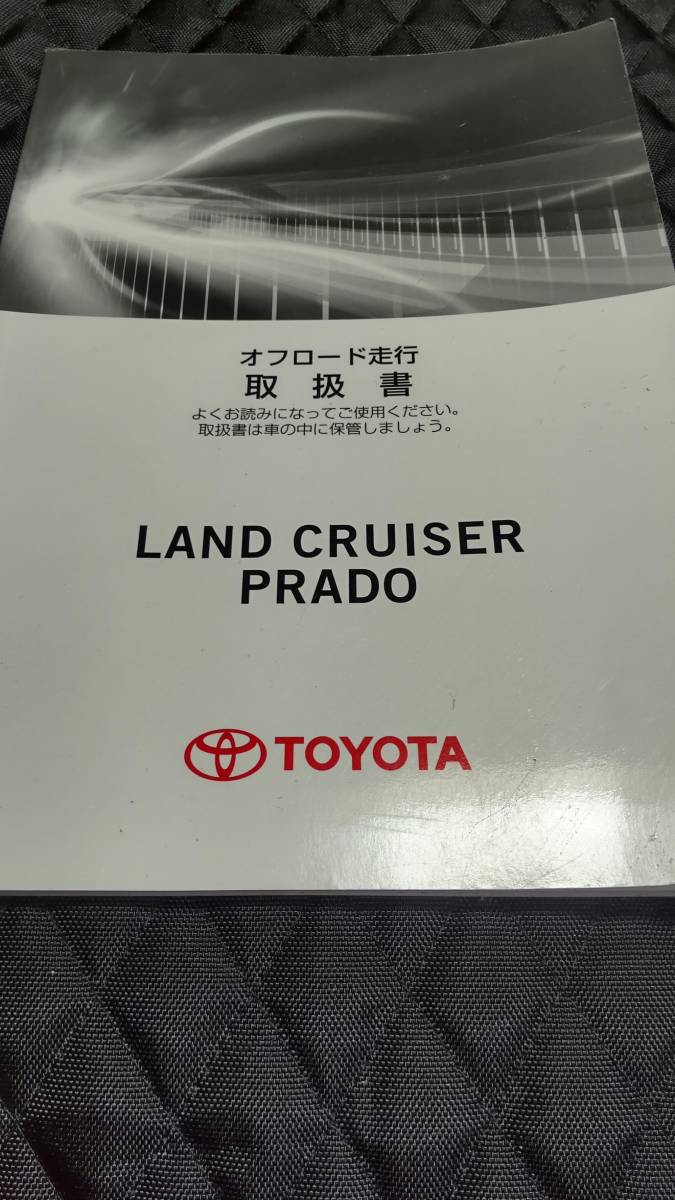 オフロード走行
取扱書
よくお読みになってご使用ください。
取扱書は車の中に保管しましょう。
LAND CRUISER
PRADO
TOYOTA